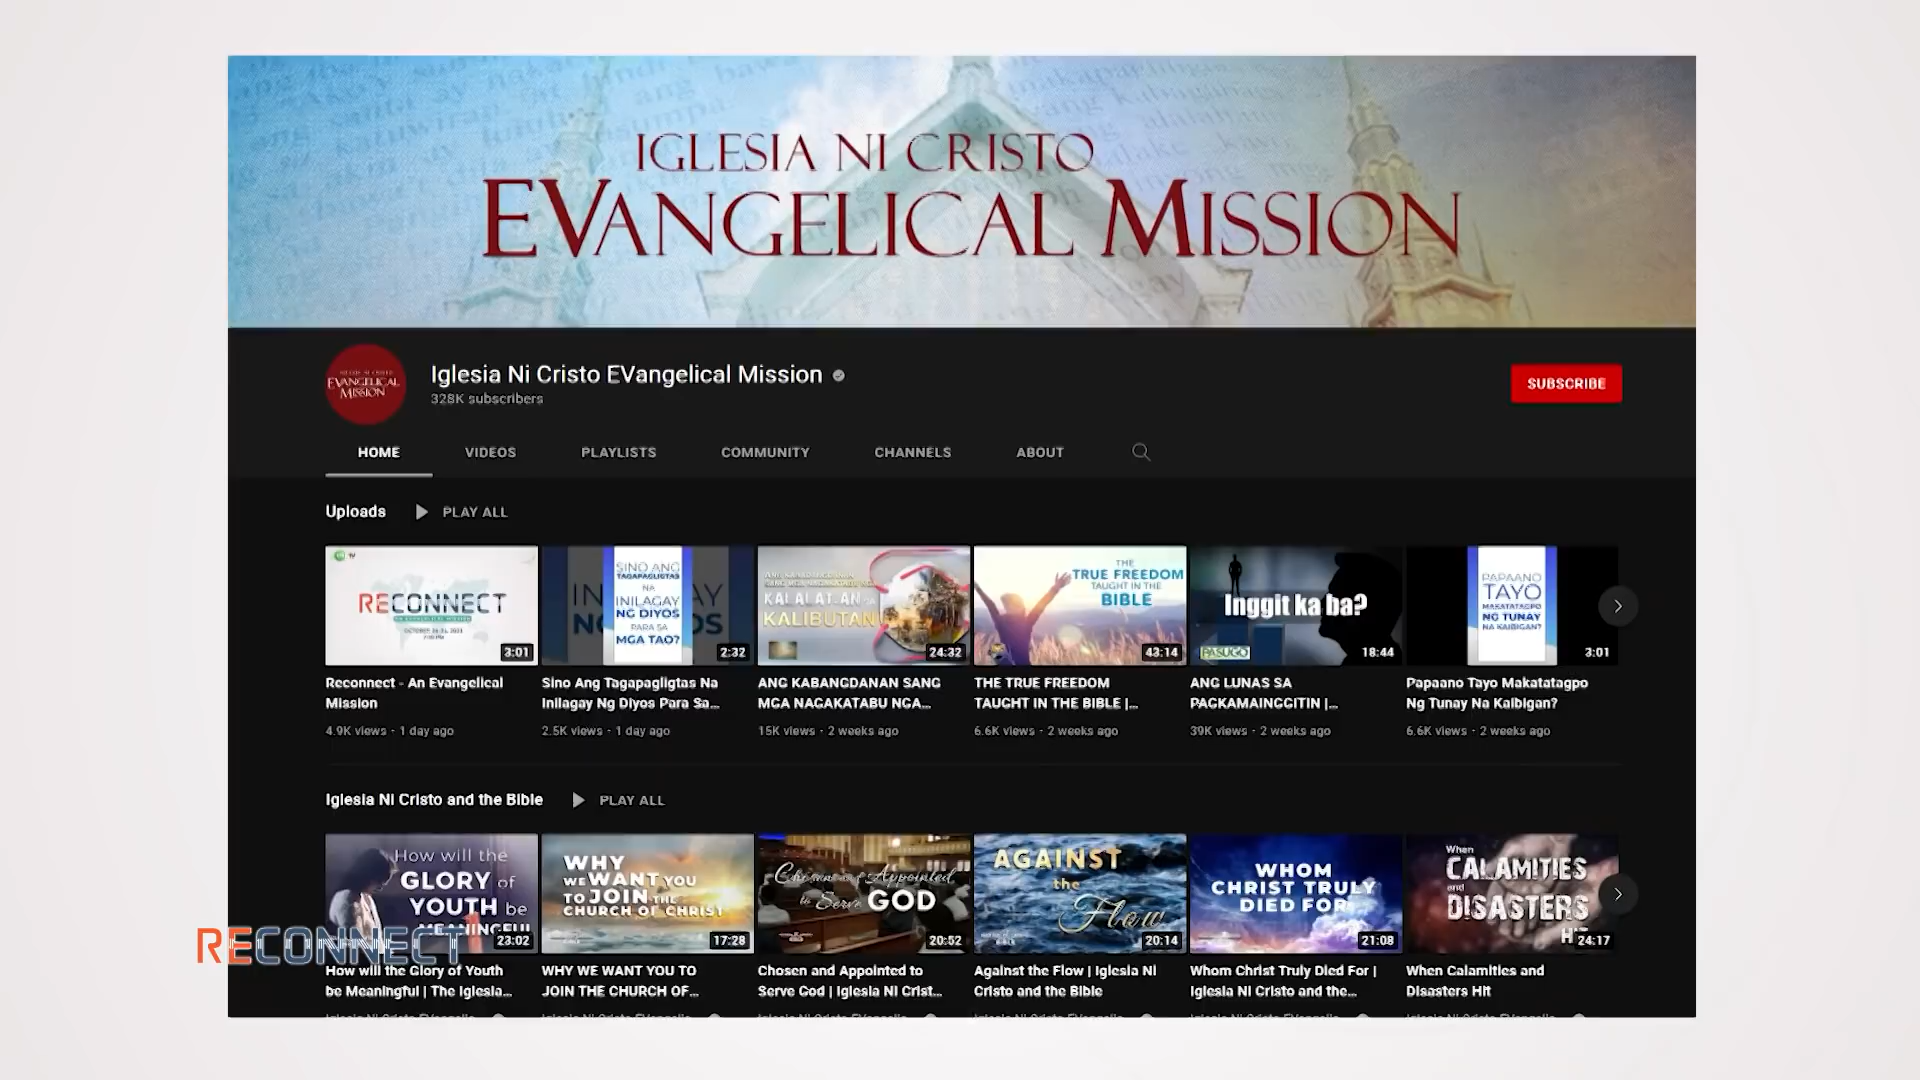 IGLESIA NI CRISTO
EVANGELICAL MISSION
EVANGELICAL
MISSION
Iglesia Ni Cristo EVangelical Mission
328K subscribers
SUBSCRIBE
HOME VIDEOS PLAYLISTS COMMUNITY CHANNELS ABOUT
Uploads PLAY ALL
RECONNECT
3:01
SINO ANG
TAGAPAGLIGTAS
NA
INILAGAY
NG DIYOS
PARA SA
MGA TAO?
2:32
KALALAT-AN SA
KALIBUTAN
24:32
THE
TRUE FREEDOM
TAUGHT IN THE
BIBLE
43:14
Inggit ka ba?
PASUGO
18:44
PAPAANO
TAYO
MAKATATAGPO
NG TUNAY
NA KAIBIGAN?
3:01
Reconnect - An Evangelical
Mission
4.9K views · 1 day ago
Sino Ang Tagapagligtas Na
Inilagay Ng Diyos Para Sa...
2.5K views · 1 day ago
ANG KABANGDANAN SANG
MGA NAGAKATABU NGA...
15K views · 2 weeks ago
THE TRUE FREEDOM
TAUGHT IN THE BIBLE |...
6.6K views · 2 weeks ago
ANG LUNAS SA
PAGKAMAINGGITIN |...
39K views · 2 weeks ago
Papaano Tayo Makatatagpo
Ng Tunay Na Kaibigan?
6.6K views · 2 weeks ago
Iglesia Ni Cristo and the Bible PLAY ALL
How will the
GLORY of
YOUTH be
MEANINGFUL
23:02
WHY
WE WANT YOU
TO JOIN THE
CHURCH OF CHRIST
17:28
Chosen and Appointed
to Serve GOD
20:52
AGAINST
the
Flow
20:14
WHOM
CHRIST TRULY
DIED FOR
21:08
When
CALAMITIES
and
DISASTERS
Hit
24:17
RECONNECT
How will the Glory of Youth
be Meaningful | The Iglesia...
WHY WE WANT YOU TO
JOIN THE CHURCH OF...
Chosen and Appointed to
Serve God | Iglesia Ni Crist...
Against the Flow | Iglesia Ni
Cristo and the Bible
Whom Christ Truly Died For |
Iglesia Ni Cristo and the...
When Calamities and
Disasters Hit